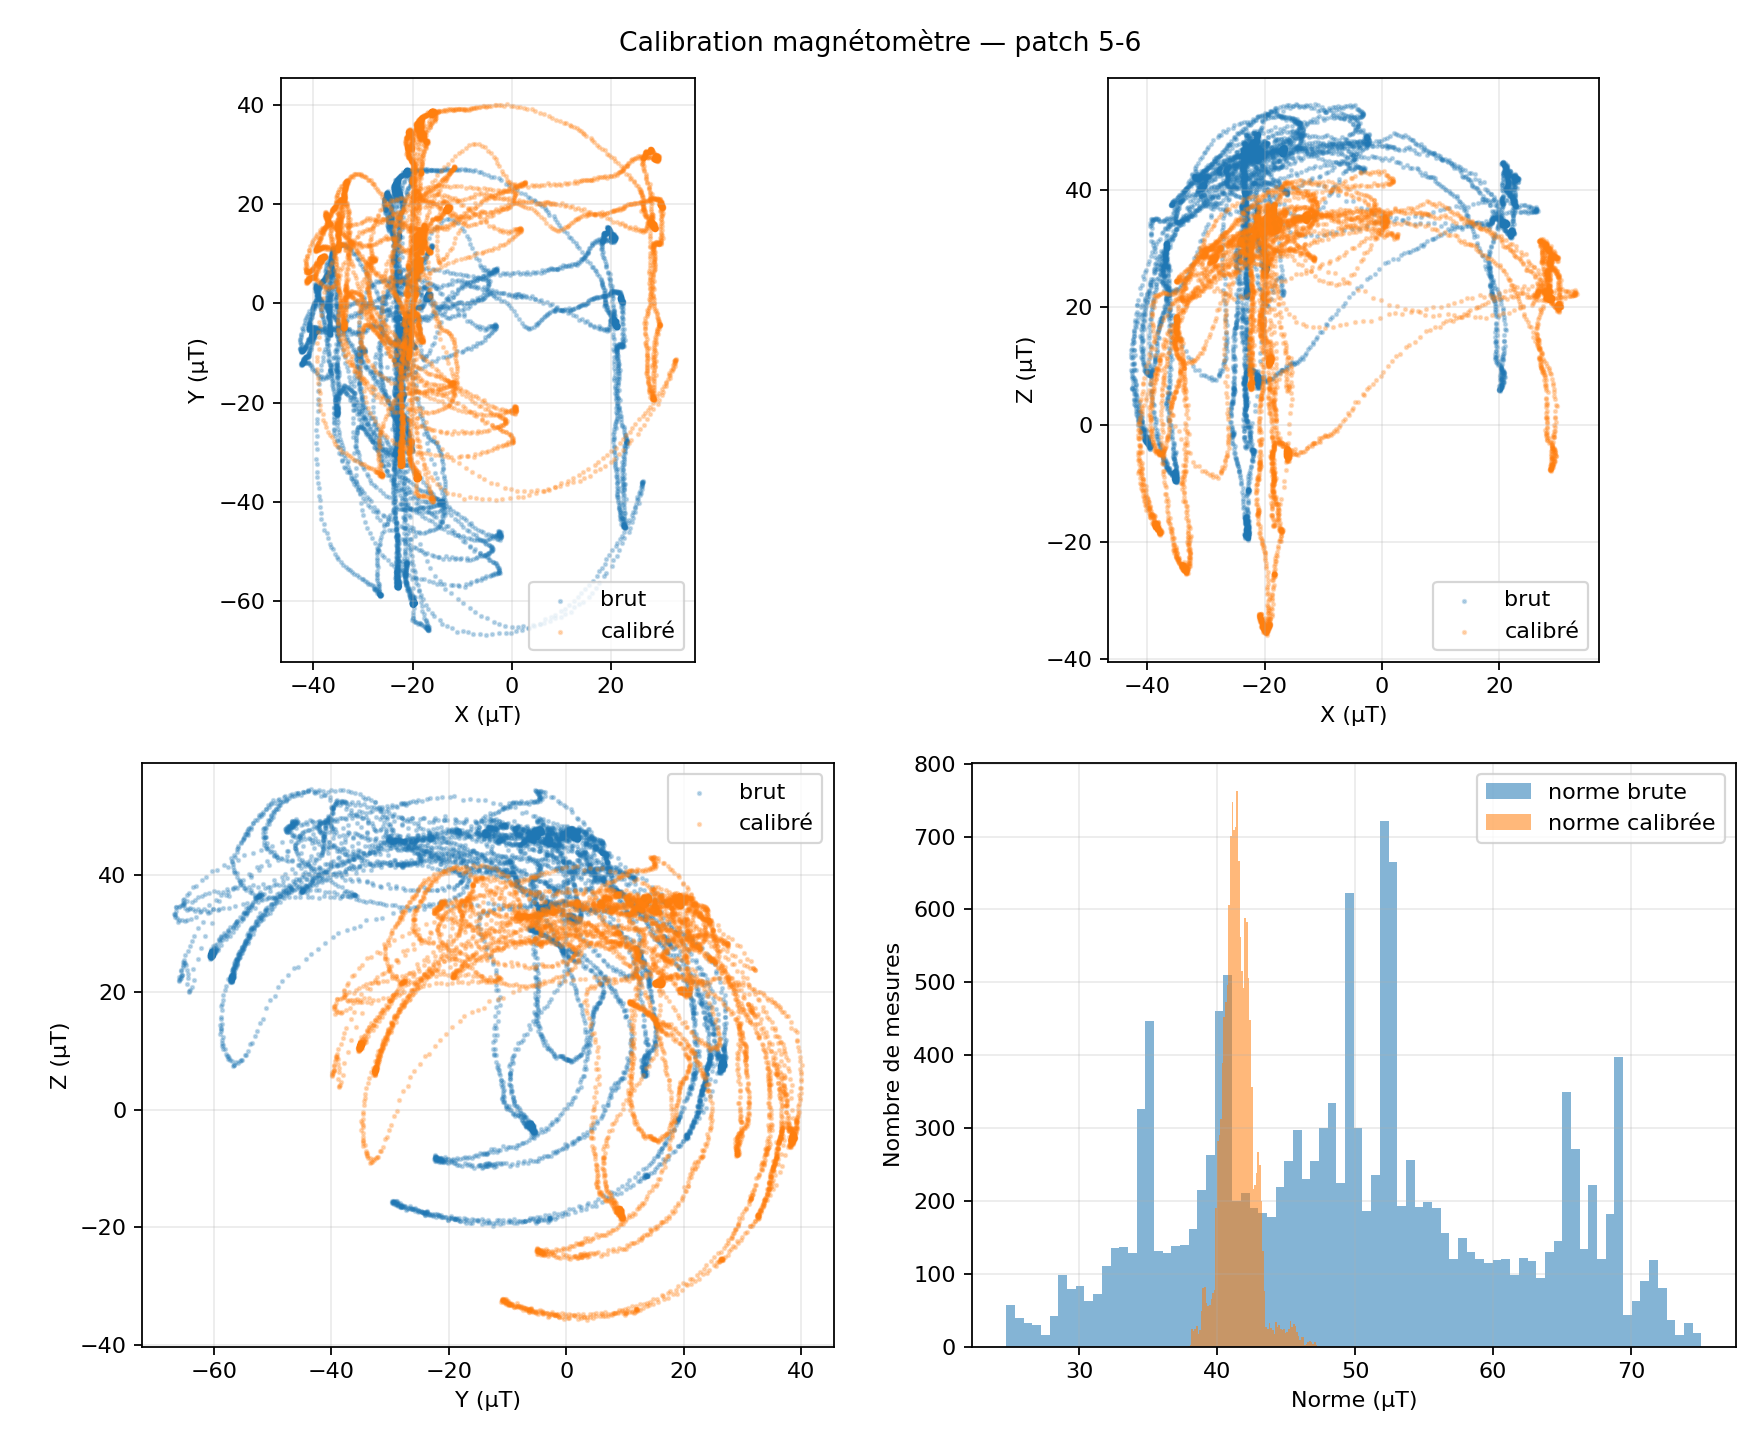 Calibration magnétomètre — patch 5-6
40
20
0
−20
−40
−60
Y (µT)
−40
−20
0
20
X (µT)
brut
calibré
40
20
0
−20
−40
Z (µT)
−40
−20
0
20
X (µT)
brut
calibré
40
20
0
−20
−40
Z (µT)
−60
−40
−20
0
20
40
Y (µT)
brut
calibré
800
700
600
500
400
300
200
100
0
Nombre de mesures
30
40
50
60
70
Norme (µT)
norme brute
norme calibrée